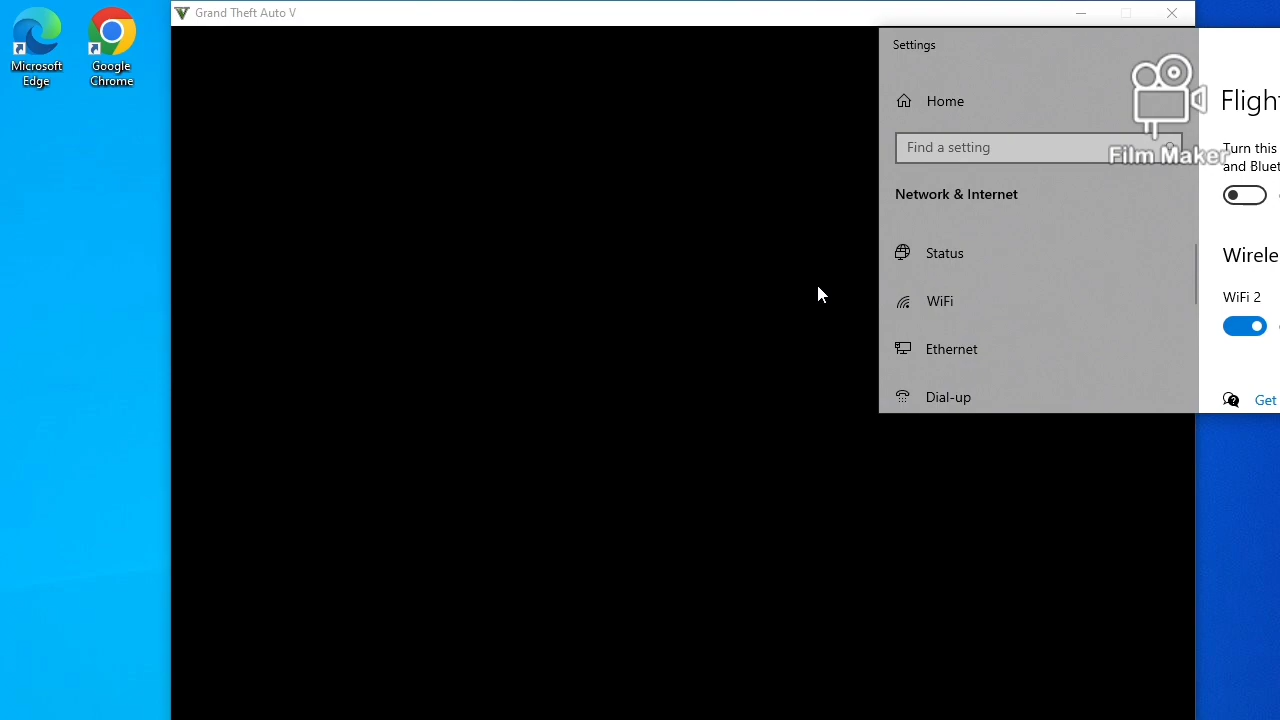 Microsoft
Edge
Google
Chrome
Grand Theft Auto V
Settings
Home
Find a setting
Network & Internet
Status
WiFi
Ethernet
Dial-up
Film Maker
Flight
Turn this
and Bluet
Wirele
WiFi 2
Get